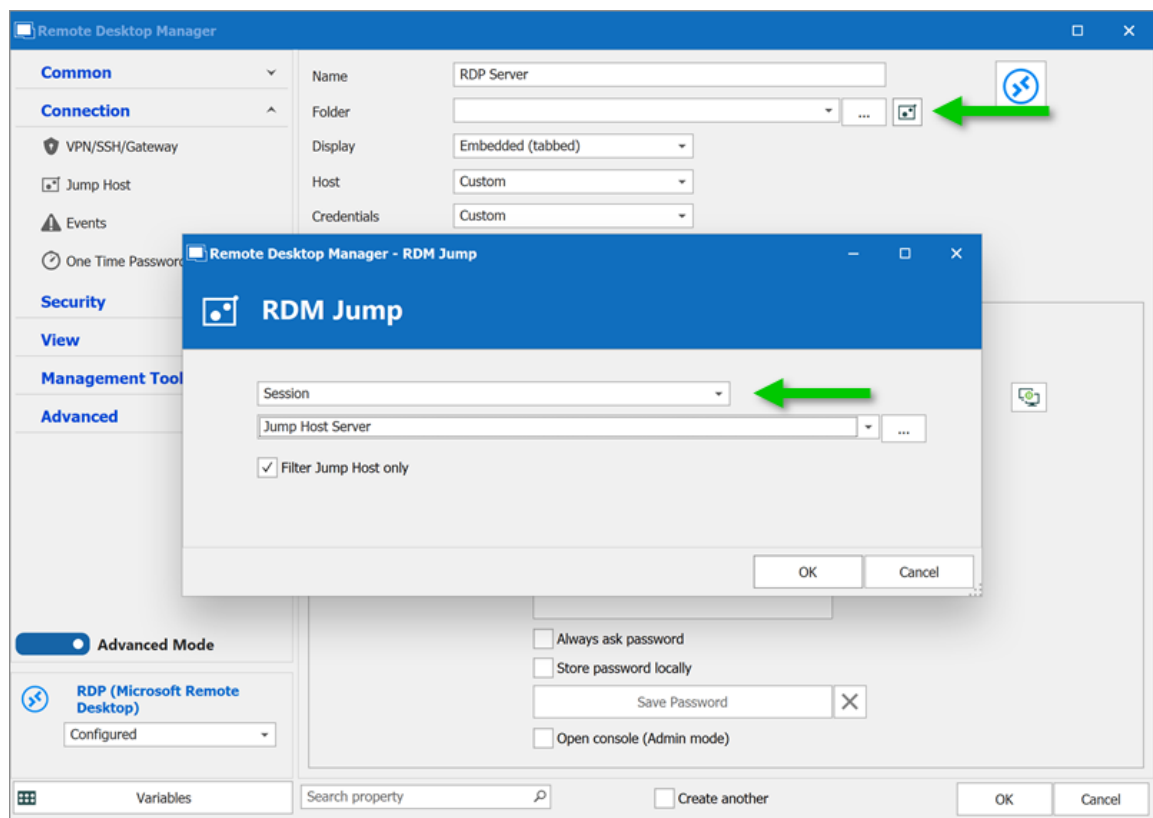 Remote Desktop Manager
Common
Connection
VPN/SSH/Gateway
Jump Host
Events
One Time Password
Security
View
Management Tool
Advanced
Name
RDP Server
Folder
...
Display
Embedded (tabbed)
Host
Custom
Credentials
Custom
Remote Desktop Manager - RDM Jump
RDM Jump
Session
Jump Host Server
...
Filter Jump Host only
OK
Cancel
Always ask password
Store password locally
Save Password
Open console (Admin mode)
Advanced Mode
RDP (Microsoft Remote
Desktop)
Configured
Variables
Search property
Create another
OK
Cancel